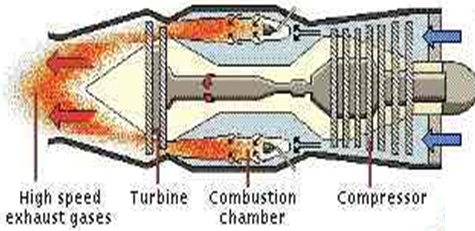 High speed Turbine Combustion Compressor
exhaust gases chamber